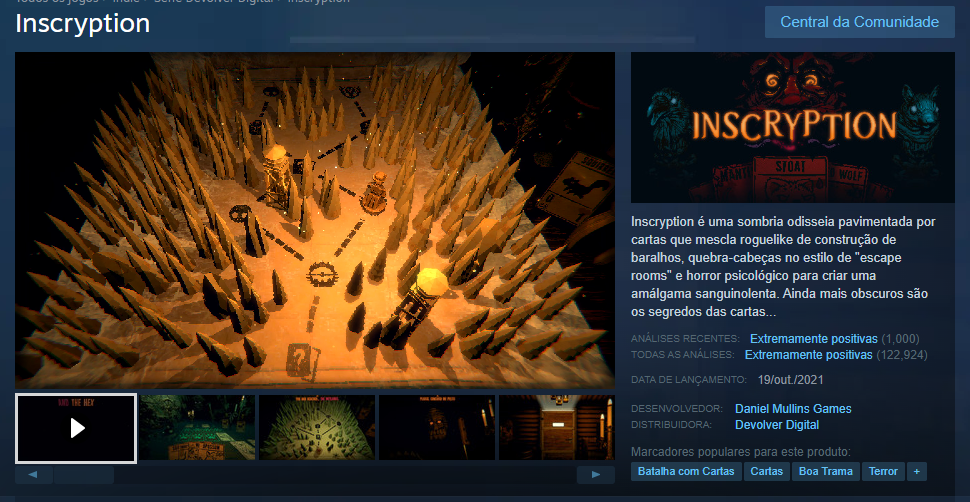 Todos os jogos > Indie > Série Devolver Digital > Inscryption
Inscryption
Central da Comunidade
INSCRYPTION
STOAT
WOLF
Inscryption é uma sombria odisseia pavimentada por
cartas que mescla roguelike de construção de
baralhos, quebra-cabeças no estilo de "escape
rooms" e horror psicológico para criar uma
amálgama sanguinolenta. Ainda mais obscuros são
os segredos das cartas...
ANÁLISES RECENTES: Extremamente positivas (1,000)
TODAS AS ANÁLISES: Extremamente positivas (122,924)
DATA DE LANÇAMENTO: 19/out./2021
DESENVOLVEDOR: Daniel Mullins Games
DISTRIBUIDORA: Devolver Digital
Marcadores populares para este produto:
Batalha com Cartas Cartas Boa Trama Terror +
AND THE HEX